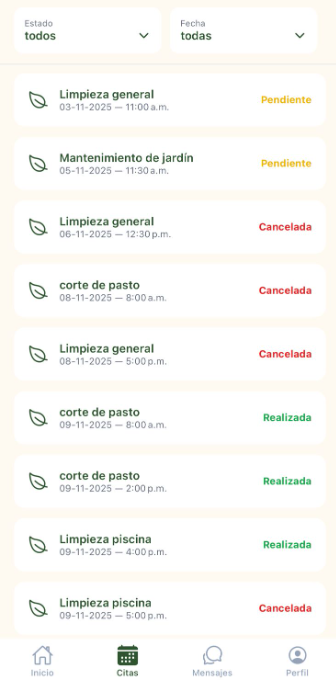 Estado
todos
Fecha
todas
Limpieza general
03-11-2025 — 11:00 a.m.
Pendiente
Mantenimiento de jardín
05-11-2025 — 11:30 a.m.
Pendiente
Limpieza general
06-11-2025 — 12:30 p.m.
Cancelada
corte de pasto
08-11-2025 — 8:00 a.m.
Cancelada
Limpieza general
08-11-2025 — 5:00 p.m.
Cancelada
corte de pasto
09-11-2025 — 8:00 a.m.
Realizada
corte de pasto
09-11-2025 — 2:00 p.m.
Realizada
Limpieza piscina
09-11-2025 — 4:00 p.m.
Realizada
Limpieza piscina
09-11-2025 — 5:00 p.m.
Cancelada
Inicio
Citas
Mensajes
Perfil